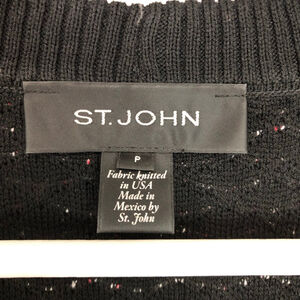 ST. JOHN
P
Fabric knitted
in USA
Made in
Mexico by
St. John